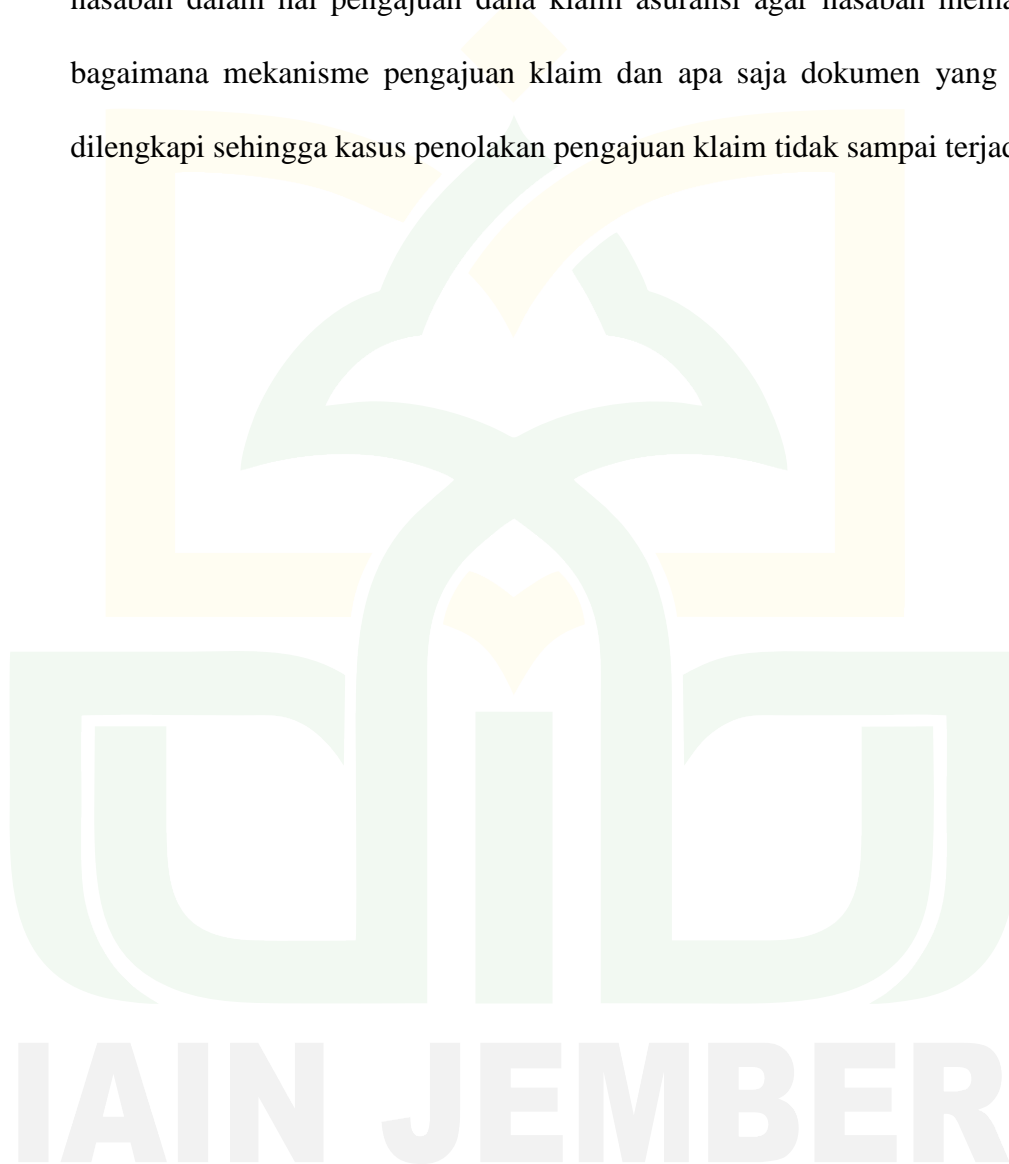 nasabah dalam hal pengajuan dana klaim asuransi agar nasabah
bagaimana mekanisme pengajuan klaim dan apa saja dokumen yang
dilengkapi sehingga kasus penolakan pengajuan klaim tidak sampai
IAIN JEMBER